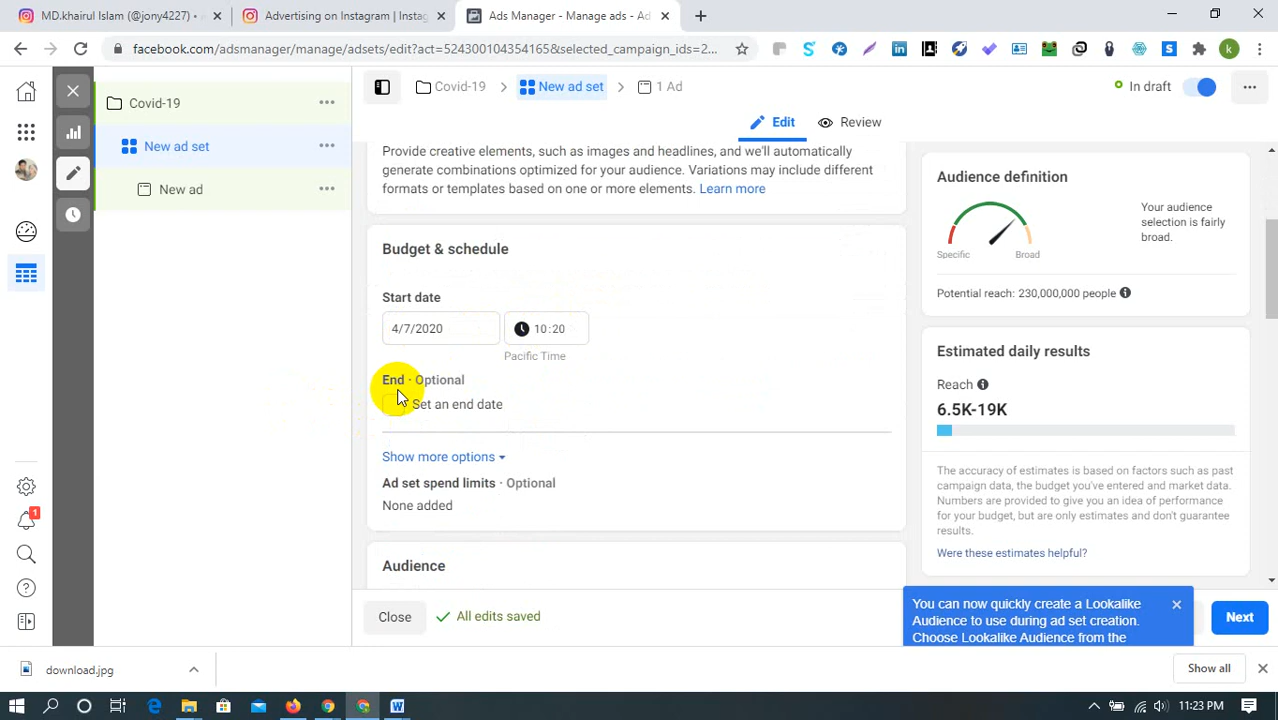 MD.khairul Islam (@jony4227)
Advertising on Instagram | Instag
Ads Manager - Manage ads - Ad
facebook.com/adsmanager/manage/adsets/edit?act=524300104354165&selected_campaign_ids=2...
k
Covid-19
New ad set
New ad
Covid-19
New ad set
1 Ad
In draft
Edit
Review
Provide creative elements, such as images and headlines, and we'll automatically
generate combinations optimized for your audience. Variations may include
different formats or templates based on one or more elements. Learn more
Budget & schedule
Start date
4/7/2020
10:20
Pacific Time
End · Optional
Set an end date
Show more options
Ad set spend limits · Optional
None added
Audience
Audience definition
Specific
Broad
Your audience
selection is fairly
broad.
Potential reach: 230,000,000 people
Estimated daily results
Reach
6.5K-19K
The accuracy of estimates is based on factors such as past
campaign data, the budget you've entered and market data.
Numbers are provided to give you an idea of performance
for your budget, but are only estimates and don't guarantee
results.
Were these estimates helpful?
You can now quickly create a Lookalike
Audience to use during ad set creation.
Choose Lookalike Audience from the
Close
All edits saved
Next
1
download.jpg
Show all
11:23 PM